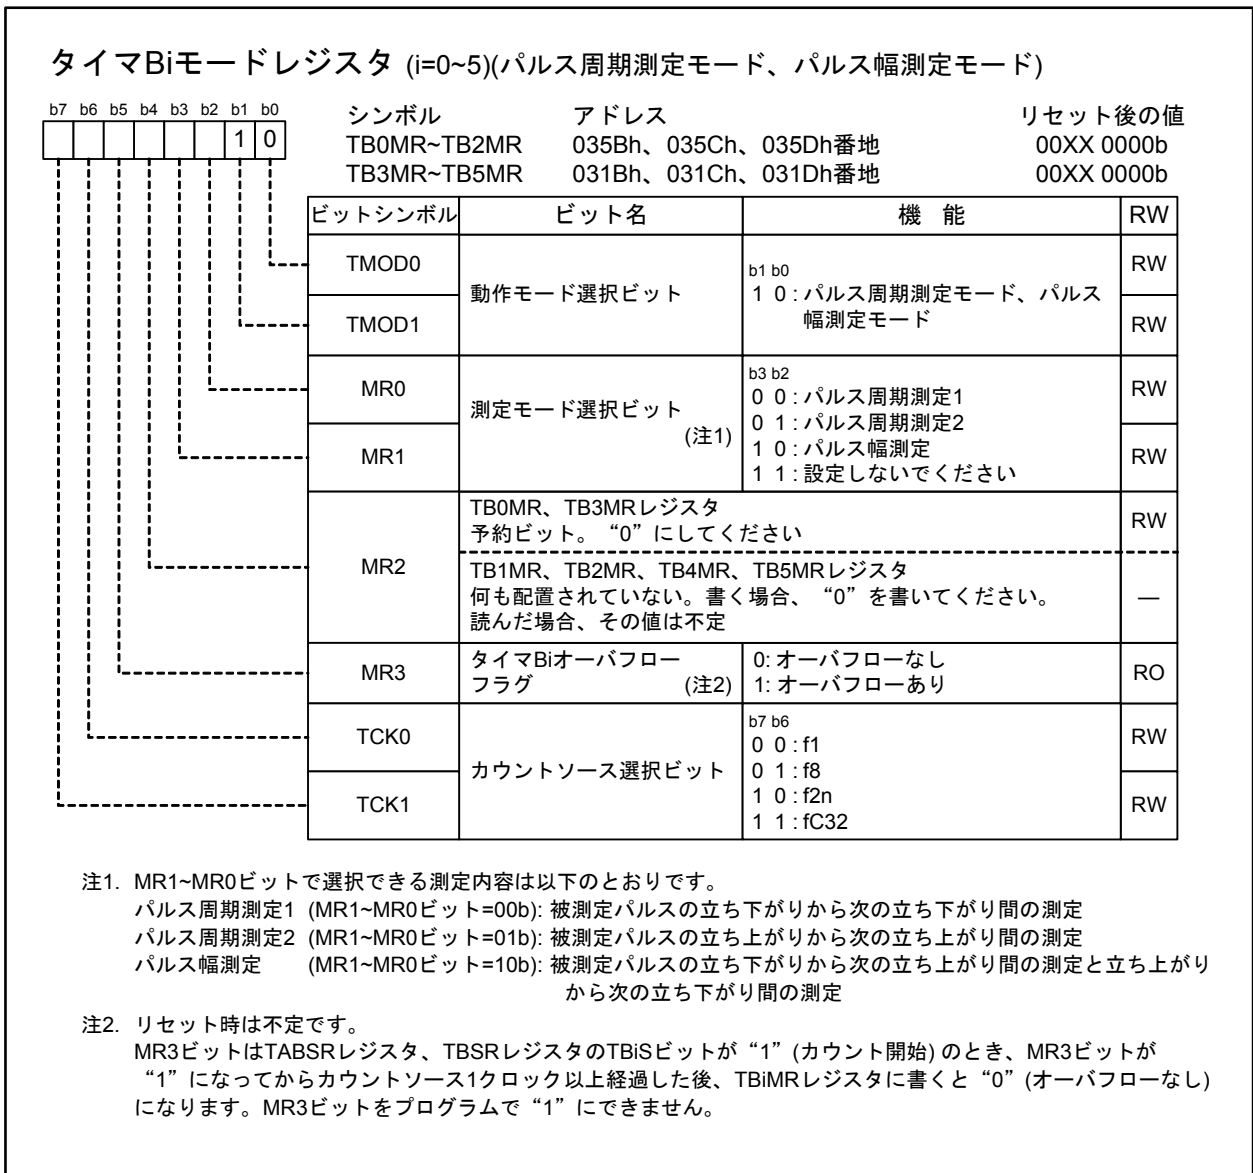 タイマBiモードレジスタ (i=0~5)(パルス周期測定モード、パルス幅測定モード)
b7 b6 b5 b4 b3 b2 b1 b0
1 0
シンボル アドレス リセット後の値
TB0MR~TB2MR 035Bh、035Ch、035Dh番地 00XX 0000b
TB3MR~TB5MR 031Bh、031Ch、031Dh番地 00XX 0000b
ビットシンボル ビット名 機 能 RW
TMOD0 RW
動作モード選択ビット
b1 b0
1 0 : パルス周期測定モード、パルス
幅測定モード
TMOD1 RW
MR0 RW
測定モード選択ビット
(注1)
b3 b2
0 0 : パルス周期測定1
0 1 : パルス周期測定2
1 0 : パルス幅測定
1 1 : 設定しないでください
MR1 RW
MR2
TB0MR、TB3MRレジスタ
予約ビット。“0”にしてください
RW
TB1MR、TB2MR、TB4MR、TB5MRレジスタ
何も配置されていない。書く場合、“0”を書いてください。
読んだ場合、その値は不定
—
MR3
タイマBiオーバフロー
フラグ (注2)
0: オーバフローなし
1: オーバフローあり
RO
TCK0 RW
カウントソース選択ビット
b7 b6
0 0 : f1
0 1 : f8
1 0 : f2n
1 1 : fC32
TCK1 RW
注1. MR1~MR0ビットで選択できる測定内容は以下のとおりです。
パルス周期測定1 (MR1~MR0ビット=00b): 被測定パルスの立ち下がりから次の立ち下がり間の測定
パルス周期測定2 (MR1~MR0ビット=01b): 被測定パルスの立ち上がりから次の立ち上がり間の測定
パルス幅測定 (MR1~MR0ビット=10b): 被測定パルスの立ち下がりから次の立ち上がり間の測定と立ち上がり
から次の立ち下がり間の測定
注2. リセット時は不定です。
MR3ビットはTABSRレジスタ、TBSRレジスタのTBiSビットが“1”(カウント開始) のとき、MR3ビットが
“1”になってからカウントソース1クロック以上経過した後、TBiMRレジスタに書くと“0”(オーバフローなし)
になります。MR3ビットをプログラムで“1”にできません。